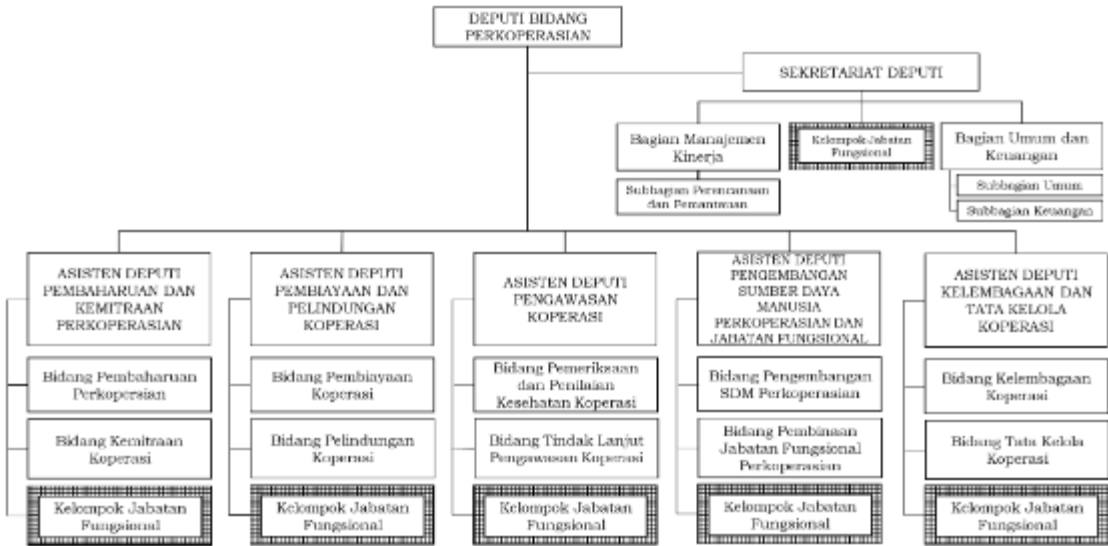 DEPUTI BIDANG
PERKOPERASIAN
SEKRETARIAT DEPUTI
Bagian Manajemen
Kinerja
Kelompok Jabatan
Fungsional
Bagian Umum dan
Keuangan
Subbagian Perencanaan
dan Pemantauan
Subbagian Umum
Subbagian Keuangan
ASISTEN DEPUTI
PEMBAHARUAN DAN
KEMITRAAN
PERKOPERASIAN
Bidang Pembaharuan
Perkopersian
Bidang Kemitraan
Koperasi
Kelompok Jabatan
Fungsional
ASISTEN DEPUTI
PEMBIAYAAN DAN
PELINDUNGAN
KOPERASI
Bidang Pembiayaan
Koperasi
Bidang Pelindungan
Koperasi
Kelompok Jabatan
Fungsional
ASISTEN DEPUTI
PENGAWASAN
KOPERASI
Bidang Pemeriksaan
dan Penilaian
Kesehatan Koperasi
Bidang Tindak Lanjut
Pengawasan Koperasi
Kelompok Jabatan
Fungsional
ASISTEN DEPUTI
PENGEMBANGAN
SUMBER DAYA
MANUSIA
PERKOPERASIAN DAN
JABATAN FUNGSIONAL
Bidang Pengembangan
SDM Perkoperasian
Bidang Pembinaan
Jabatan Fungsional
Perkoperasian
Kelompok Jabatan
Fungsional
ASISTEN DEPUTI
KELEMBAGAAN DAN
TATA KELOLA
KOPERASI
Bidang Kelembagaan
Koperasi
Bidang Tata Kelola
Koperasi
Kelompok Jabatan
Fungsional